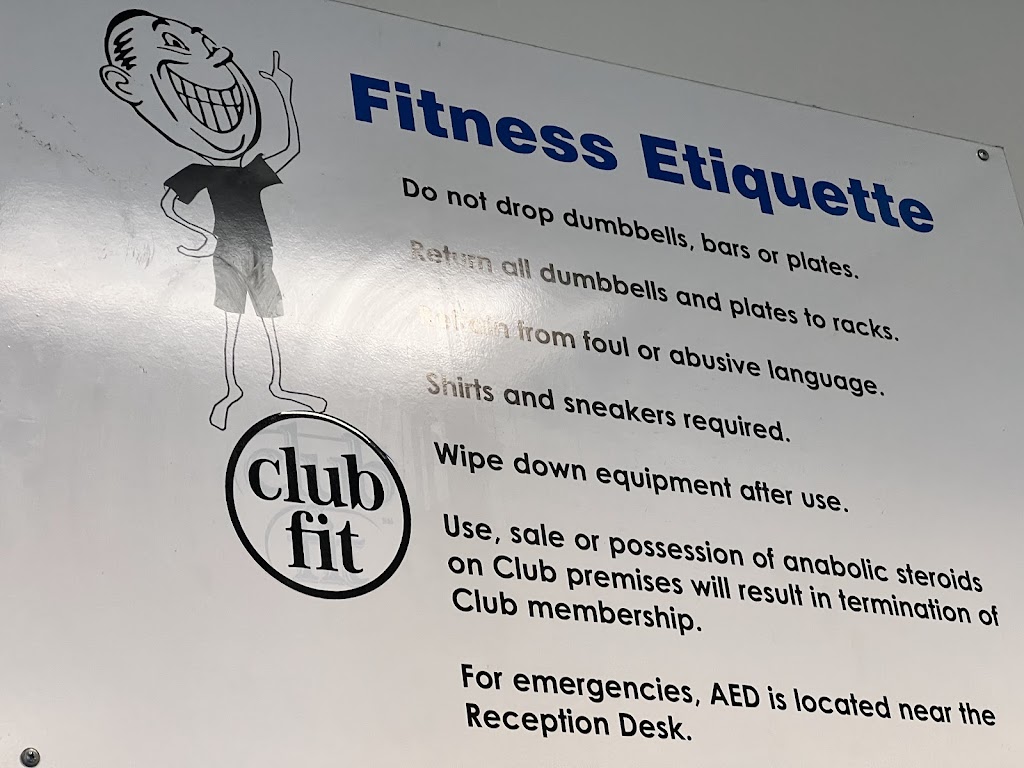 Fitness Etiquette
Do not drop dumbbells, bars or plates.
Return all dumbbells and plates to racks.
Refrain from foul or abusive language.
Shirts and sneakers required.
Wipe down equipment after use.
Use, sale or possession of anabolic steroids
on Club premises will result in termination of
Club membership.
For emergencies, AED is located near the
Reception Desk.
club
fit